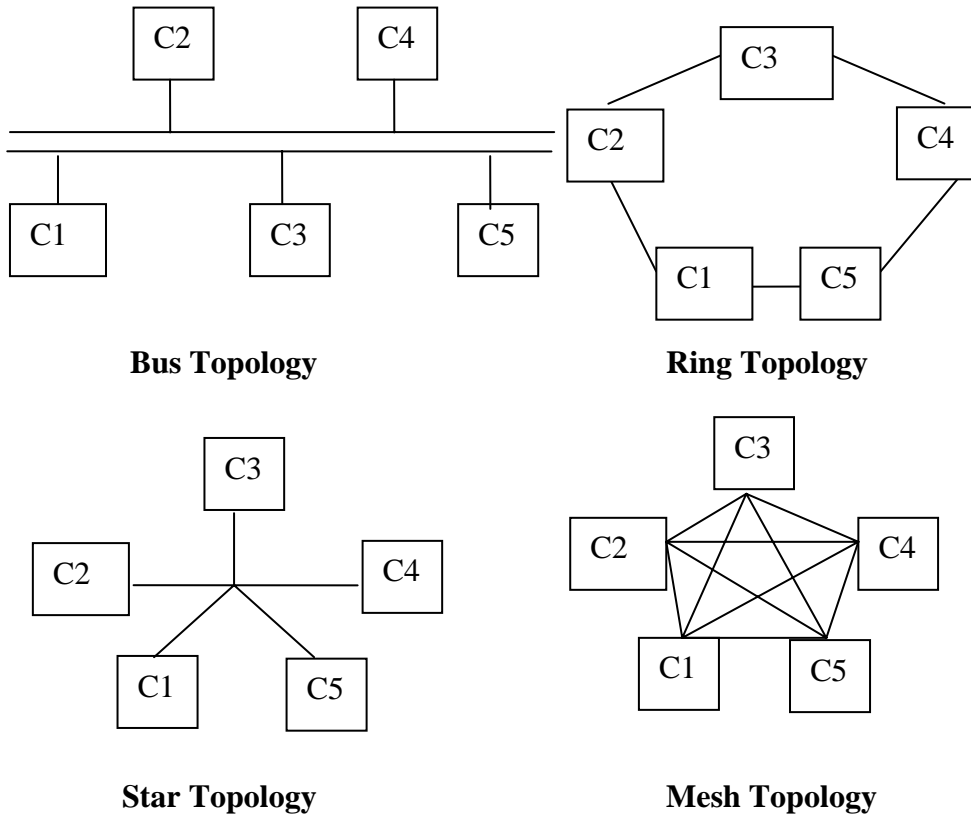 C2
C4
C1
C3
C5
Bus Topology
C3
C2
C4
C1
C5
Ring Topology
C3
C2
C4
C1
C5
Star Topology
C3
C2
C4
C1
C5
Mesh Topology